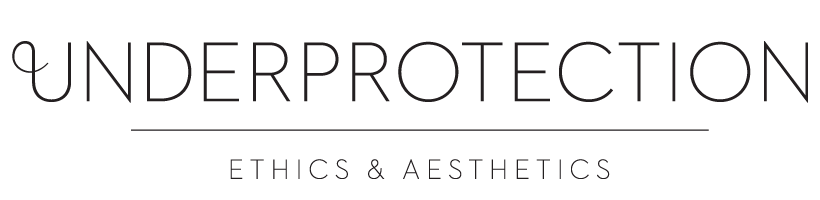 UNDERPROTECTION
ETHICS & AESTHETICS